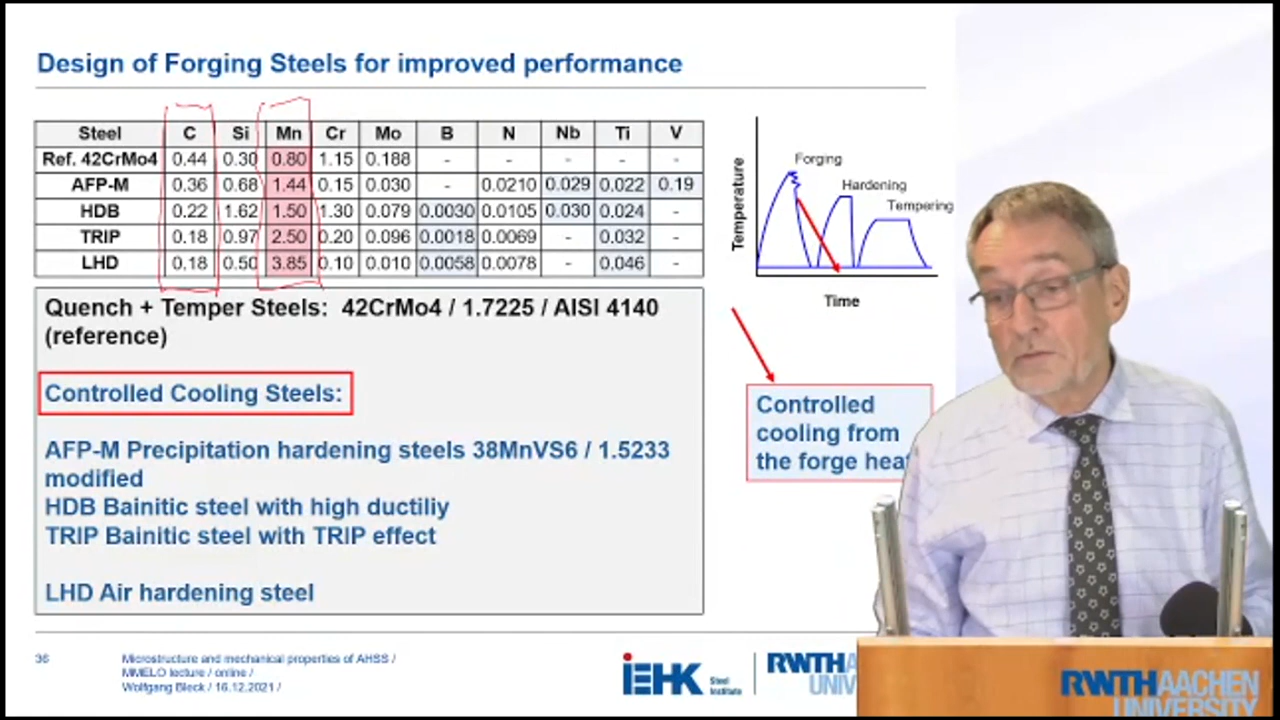 Design of Forging Steels for improved performance
Steel C Si Mn Cr Mo B N Nb Ti V
Ref. 42CrMo4 0.44 0.30 0.80 1.15 0.188 - - - - -
AFP-M 0.36 0.68 1.44 0.15 0.030 - 0.0210 0.029 0.022 0.19
HDB 0.22 1.62 1.50 1.30 0.079 0.0030 0.0105 0.030 0.024 -
TRIP 0.18 0.97 2.50 0.20 0.096 0.0018 0.0069 - 0.032 -
LHD 0.18 0.50 3.85 0.10 0.010 0.0058 0.0078 - 0.046 -
Quench + Temper Steels: 42CrMo4 / 1.7225 / AISI 4140
(reference)
Controlled Cooling Steels:
AFP-M Precipitation hardening steels 38MnVS6 / 1.5233
modified
HDB Bainitic steel with high ductiliy
TRIP Bainitic steel with TRIP effect
LHD Air hardening steel
Temperature
Forging
Hardening
Tempering
Time
Controlled
cooling from
the forge hea
36
Microstructure and mechanical properties of AHSS /
MMELO lecture / online /
Wolfgang Bleck / 16.12.2021 /
iEHK Steel
Institute
RWTHA
UNIV
RWTHAACHEN
UNIVERSITY